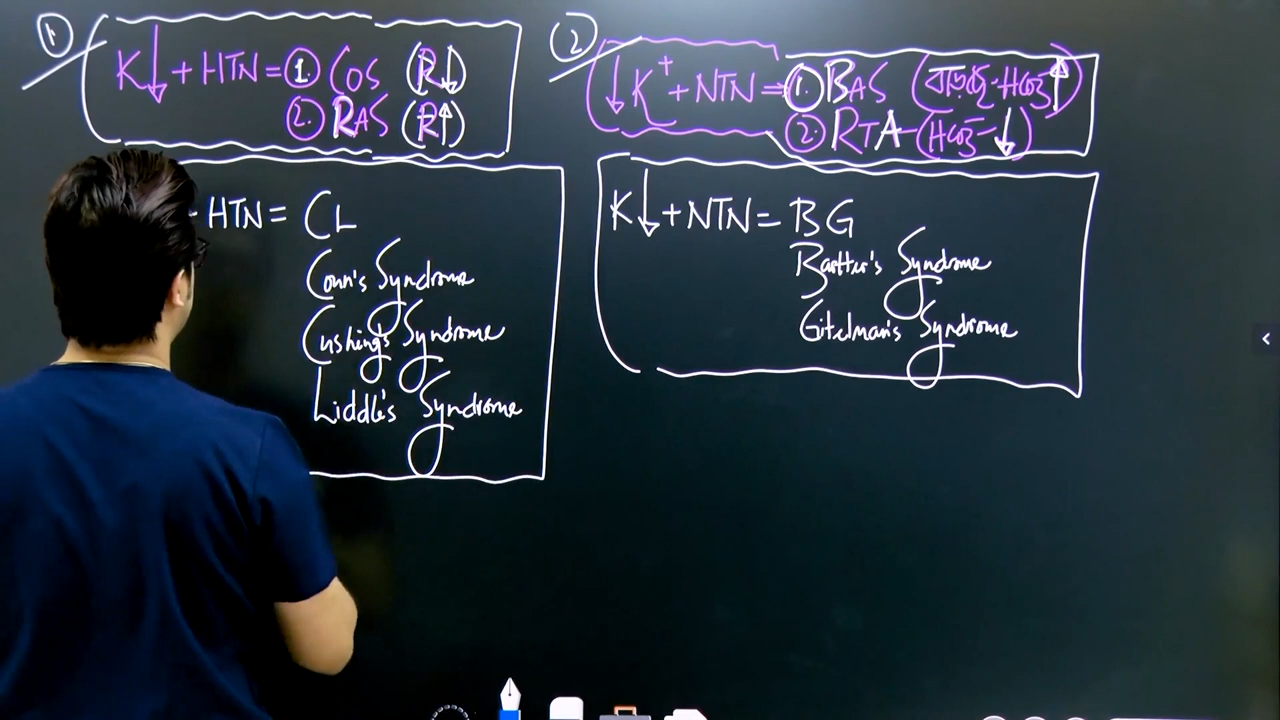 ① K↓ + HTN = ①. COS (R↓)
②. RAS (R↑)
② ↓K⁺ + NTN = ①. BAS (HCO₃⁻↑)
②. RTA - (HCO₃⁻ ↓)
HTN = CL
Conn's Syndrome
Cushing's Syndrome
Liddle's Syndrome
K↓ + NTN = BG
Bartter's Syndrome
Gitelman's Syndrome